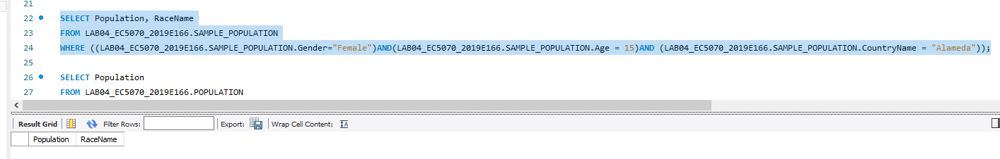 21
22 SELECT Population, RaceName
23 FROM LAB04_EC5070_2019E166.SAMPLE_POPULATION
24 WHERE ((LAB04_EC5070_2019E166.SAMPLE_POPULATION.Gender="Female")AND(LAB04_EC5070_2019E166.SAMPLE_POPULATION.Age = 15)AND (LAB04_EC5070_2019E166.SAMPLE_POPULATION.CountryName = "Alameda"));
25
26 SELECT Population
27 FROM LAB04_EC5070_2019E166.POPULATION
Result Grid Filter Rows: Export: Wrap Cell Content:
Population RaceName